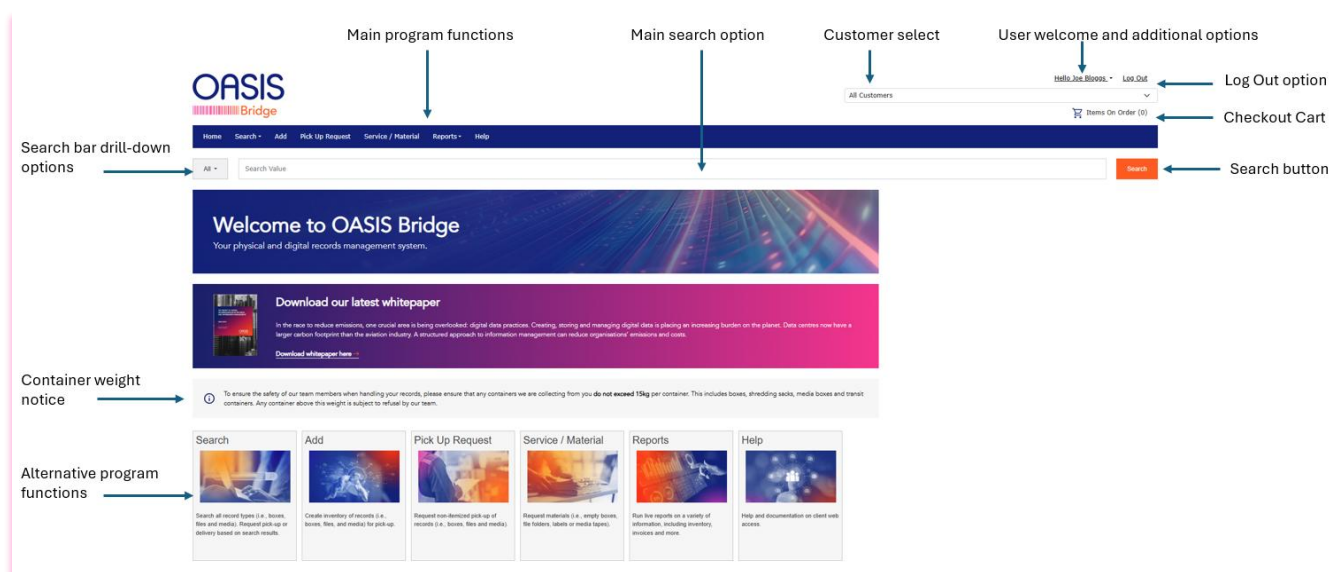 Main program functions
Main search option
Customer select
User welcome and additional options
OASIS
Bridge
Hello Joe Bloggs
Log Out
Log Out option
All Customers
Items On Order (0)
Checkout Cart
Home Search Add Pick Up Request Service / Material Reports Help
Search bar drill-down
options
All
Search Value
Search
Search button
Welcome to OASIS Bridge
Your physical and digital records management system.
Download our latest whitepaper
In the race to reduce emissions, one crucial area is being overlooked: digital data practices. Creating, storing and managing digital data is placing an increasing burden on the planet. Data centres now have a
larger carbon footprint than the aviation industry. A structured approach to information management can reduce organisations' emissions and costs.
Download whitepaper here →
OASIS
Container weight
notice
To ensure the safety of our team members when handling your records, please ensure that any containers we are collecting from you do not exceed 15kg per container. This includes boxes, shredding sacks, media boxes and transit
containers. Any container above this weight is subject to refusal by our team.
Alternative program
functions
Search
Search all record types (i.e., boxes,
files and media). Request pick-up or
delivery based on search results.
Add
Create inventory of records (i.e.,
boxes, files, and media) for pick-up.
Pick Up Request
Request non-itemized pick-up of
records (i.e., boxes, files and media).
Service / Material
Request materials (i.e., empty boxes,
file folders, labels or media tapes).
Reports
Run live reports on a variety of
information, including inventory,
invoices and more.
Help
Help and documentation on client web
access.